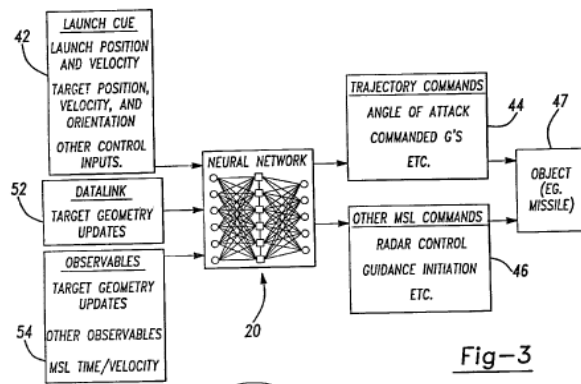 42
LAUNCH CUE
LAUNCH POSITION
AND VELOCITY
TARGET POSITION,
VELOCITY, AND
ORIENTATION
OTHER CONTROL
INPUTS.
52
DATALINK
TARGET GEOMETRY
UPDATES
OBSERVABLES
TARGET GEOMETRY
UPDATES
OTHER OBSERVABLES
54
MSL TIME/VELOCITY
NEURAL NETWORK
20
TRAJECTORY COMMANDS
ANGLE OF ATTACK
COMMANDED G'S
ETC.
44
OTHER MSL COMMANDS
RADAR CONTROL
GUIDANCE INITIATION
ETC.
46
47
OBJECT
(EG.
MISSILE)
Fig-3